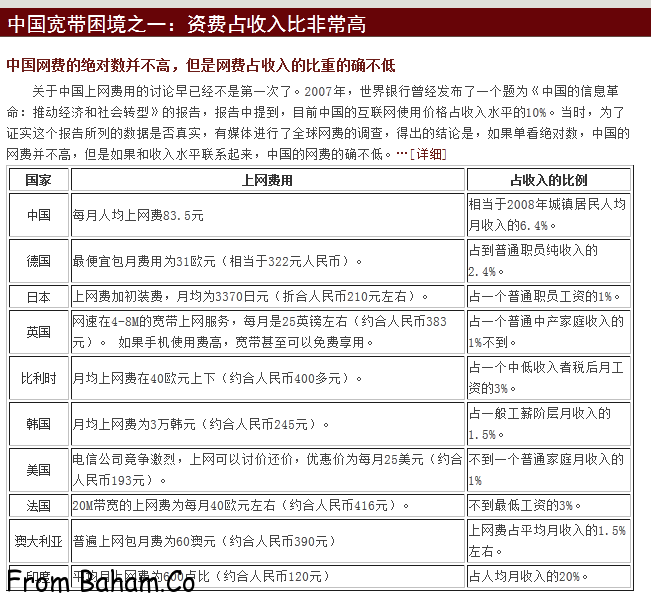 中国宽带困境之一：资费占收入比非常高
中国网费的绝对数并不高，但是网费占收入的比重的确不低
关于中国上网费用的讨论早已经不是第一次了。2007年，世界银行曾经发布了一个题为《中国的信息革
命：推动经济和社会转型》的报告，报告中提到，目前中国的互联网使用价格占收入水平的10%。当时，为了
证实这个报告所列的数据是否真实，有媒体进行了全球网费的调查，得出的结论是，如果单看绝对数，中国的
网费并不高，但是如果和收入水平联系起来，中国的网费的确不低。…[详细]
国家 上网费用 占收入的比例
中国 每月人均上网费83.5元 相当于2008年城镇居民人均
月收入的6.4%。
德国 最便宜包月费用为31欧元（相当于322元人民币）。 占到普通职员纯收入的
2.4%。
日本 上网费加初装费，月均为3370日元（折合人民币210元左右）。 占一个普通职员工资的1%。
英国 网速在4-8M的宽带上网服务，每月是25英镑左右（约合人民币383
元）。 如果手机使用费高，宽带甚至可以免费享用。 占一个普通中产家庭收入的
1%不到。
比利时 月均上网费在40欧元上下（约合人民币400多元）。 占一个中低收入者税后月工
资的3%。
韩国 月均上网费为3万韩元（约合人民币245元）。 占一般工薪阶层月收入的
1.5%。
美国 电信公司竞争激烈，上网可以讨价还价，优惠价为每月25美元（约合
人民币193元）。 不到一个普通家庭月收入的
1%
法国 20M带宽的上网费为每月40欧元左右（约合人民币416元）。 不到最低工资的3%。
澳大利亚 普遍上网包月费为60澳元（约合人民币390元） 上网费占平均月收入的1.5%
左右。
印度 平均月上网费为600卢比（约合人民币120元） 占人均月收入的20%。
From Baham.Co